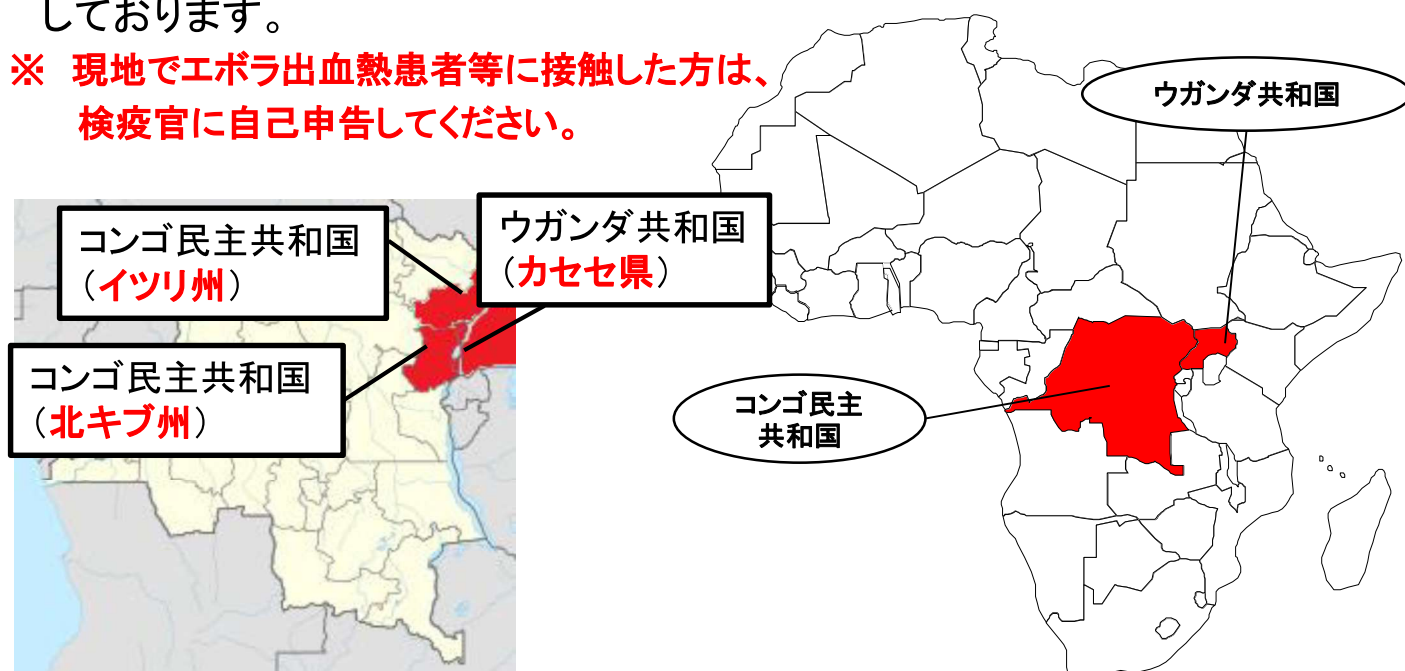 しております。
※　現地でエボラ出血熱患者等に接触した方は、
検疫官に自己申告してください。
ウガンダ共和国
コンゴ民主共和国
（イツリ州）
ウガンダ共和国
（カセセ県）
コンゴ民主共和国
（北キブ州）
コンゴ民主
共和国